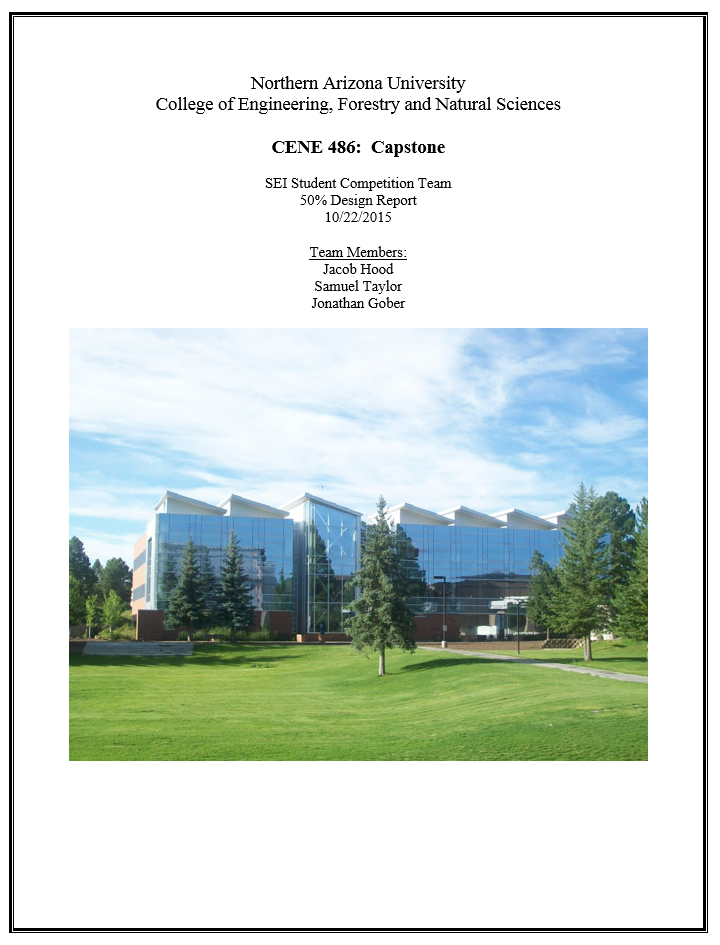 Northern Arizona University
College of Engineering, Forestry and Natural Sciences
CENE 486: Capstone
SEI Student Competition Team
50% Design Report
10/22/2015
Team Members:
Jacob Hood
Samuel Taylor
Jonathan Gober